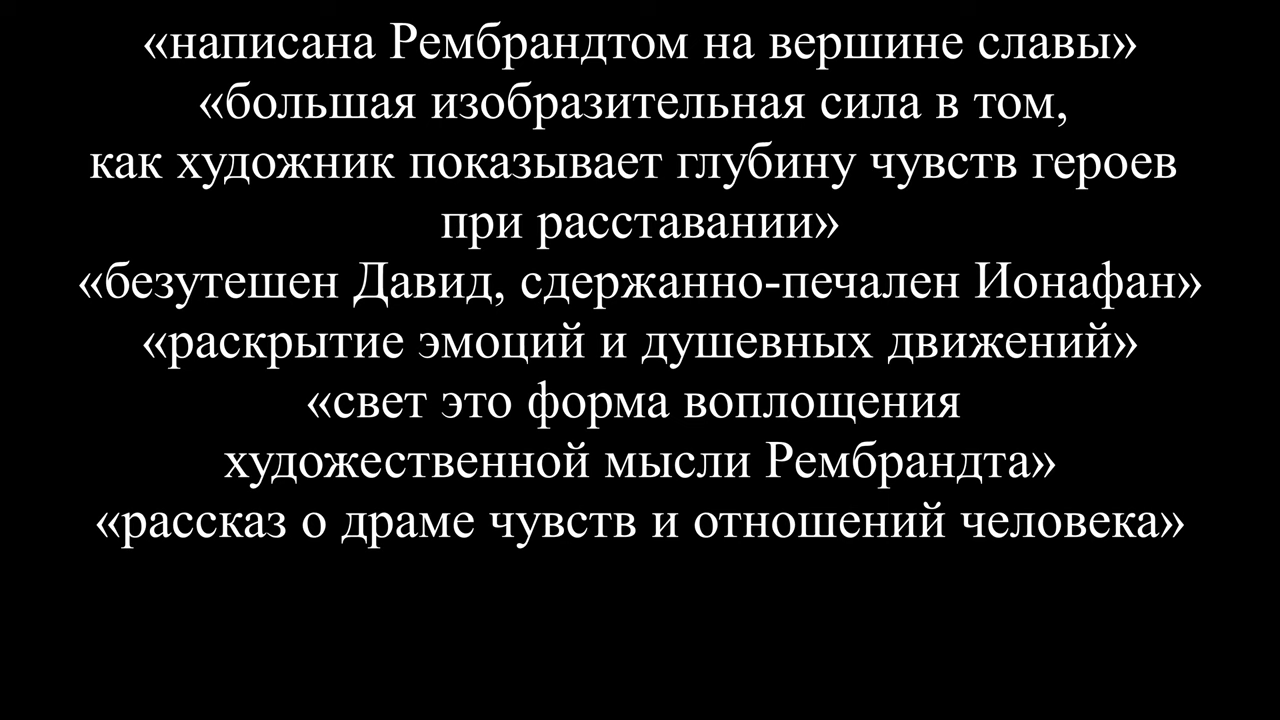 «написана Рембрандтом на вершине славы»
«большая изобразительная сила в том,
как художник показывает глубину чувств героев
при расставании»
«безутешен Давид, сдержанно-печален Ионафан»
«раскрытие эмоций и душевных движений»
«свет это форма воплощения
художественной мысли Рембрандта»
«рассказ о драме чувств и отношений человека»